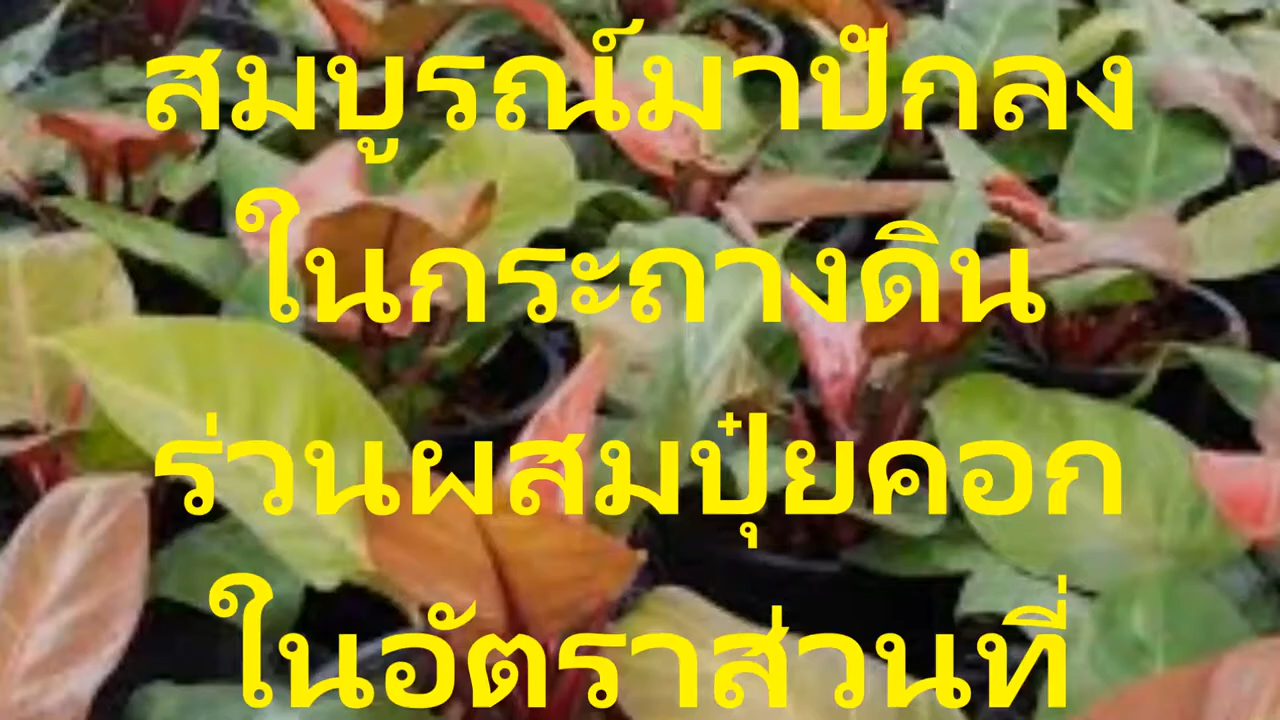 สมบูรณ์มาปักลง
ในกระถางดิน
ร่วนผสมปุ๋ยคอก
ในอัตราส่วนที่